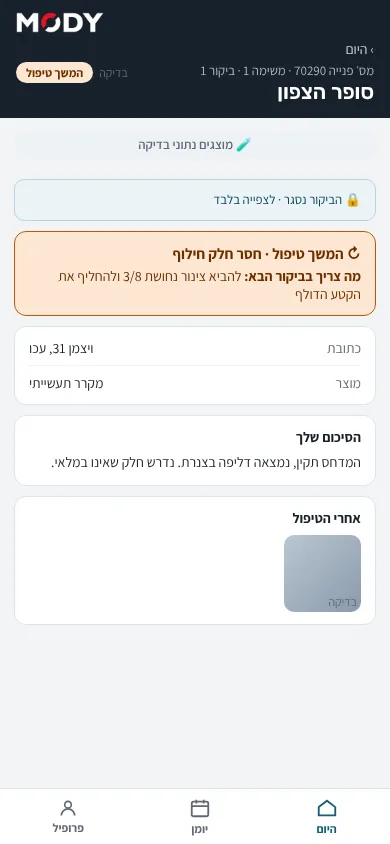 MODY
› היום
מס׳ פנייה 70290 · משימה 1 · ביקור 1
סופר הצפון
בדיקה
המשך טיפול
🧪 מוצגים נתוני בדיקה
🔒 הביקור נסגר · לצפייה בלבד
↻ המשך טיפול · חסר חלק חילוף
מה צריך בביקור הבא: להביא צינור נחושת 3/8 ולהחליף את
הקטע הדולף
כתובת
ויצמן 31, עכו
מוצר
מקרר תעשייתי
הסיכום שלך
המדחס תקין, נמצאה דליפה בצנרת. נדרש חלק שאינו במלאי.
אחרי הטיפול
בדיקה
היום
יומן
פרופיל